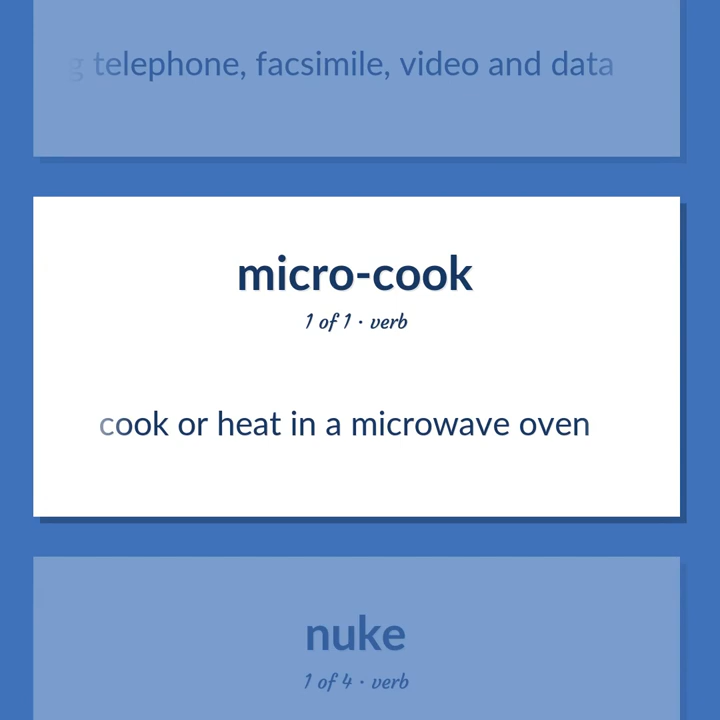 g telephone, facsimile, video and data
micro-cook
1 of 1 · verb
cook or heat in a microwave oven
nuke
1 of 4 · verb